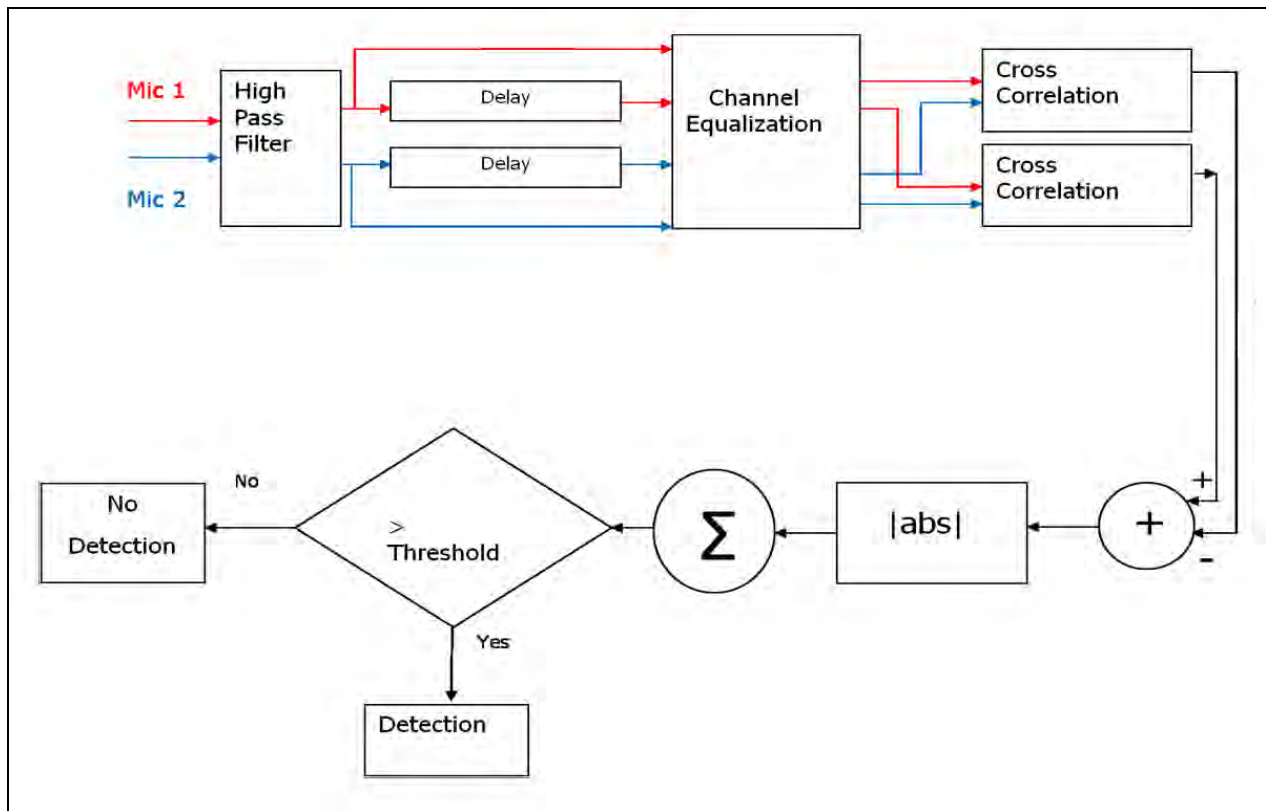 Mic 1
Mic 2
High
Pass
Filter
Delay
Delay
Channel
Equalization
Cross
Correlation
Cross
Correlation
+
-
+
|abs|
Σ
>
Threshold
No
No
Detection
Yes
Detection